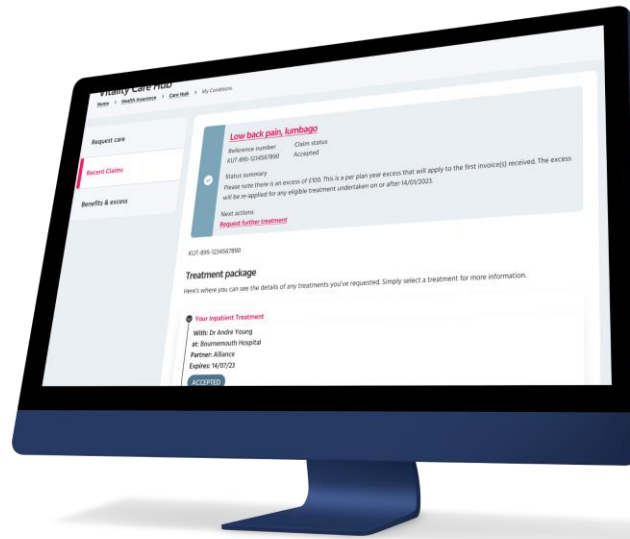 Vitality Care Hub
Home > Health Insurance > Care Hub > My Conditions
Request care
Recent Claims
Benefits & excess
Low back pain, lumbago
Reference number Claim status
KUT-895-1234567890 Accepted
Status summary
Please note there is an excess of £100. This is a per plan year excess that will apply to the first invoice(s) received. The excess
will be re-applied for any eligible treatment undertaken on or after 14/01/2023.
Next actions
Request further treatment
KUT-895-1234567890
Treatment package
Here's where you can see the details of any treatments you've requested. Simply select a treatment for more information.
Your Inpatient Treatment
With: Dr Andre Young
at: Bournemouth Hospital
Partner: Alliance
Expires: 14/07/23
ACCEPTED